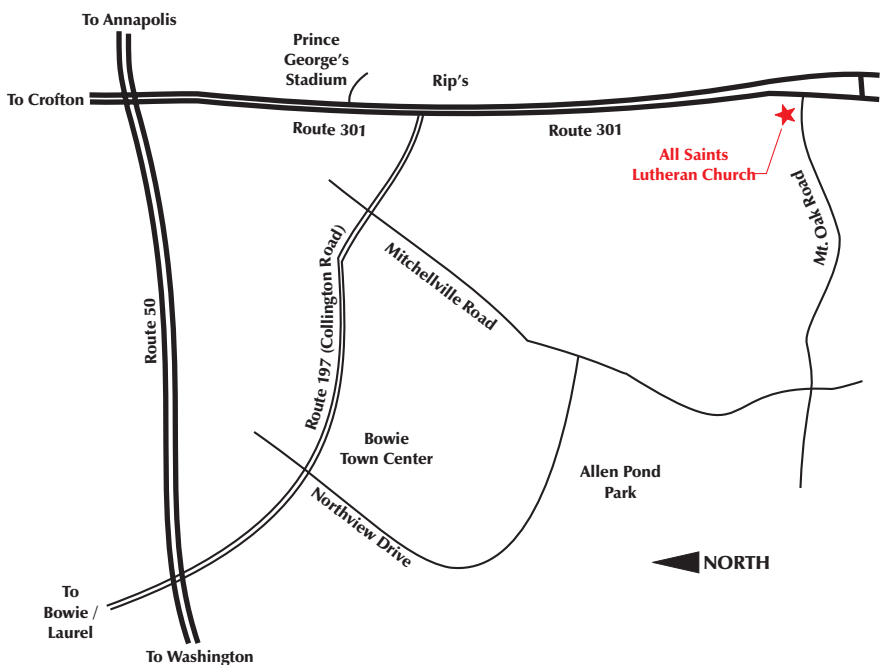 To Annapolis
Prince
George's
Stadium
Rip's
To Crofton
Route 301
Route 301
All Saints
Lutheran Church
Mt. Oak Road
Mitchellville Road
Route 50
Route 197 (Collington Road)
Bowie
Town Center
Allen Pond
Park
Northview Drive
NORTH
To
Bowie /
Laurel
To Washington